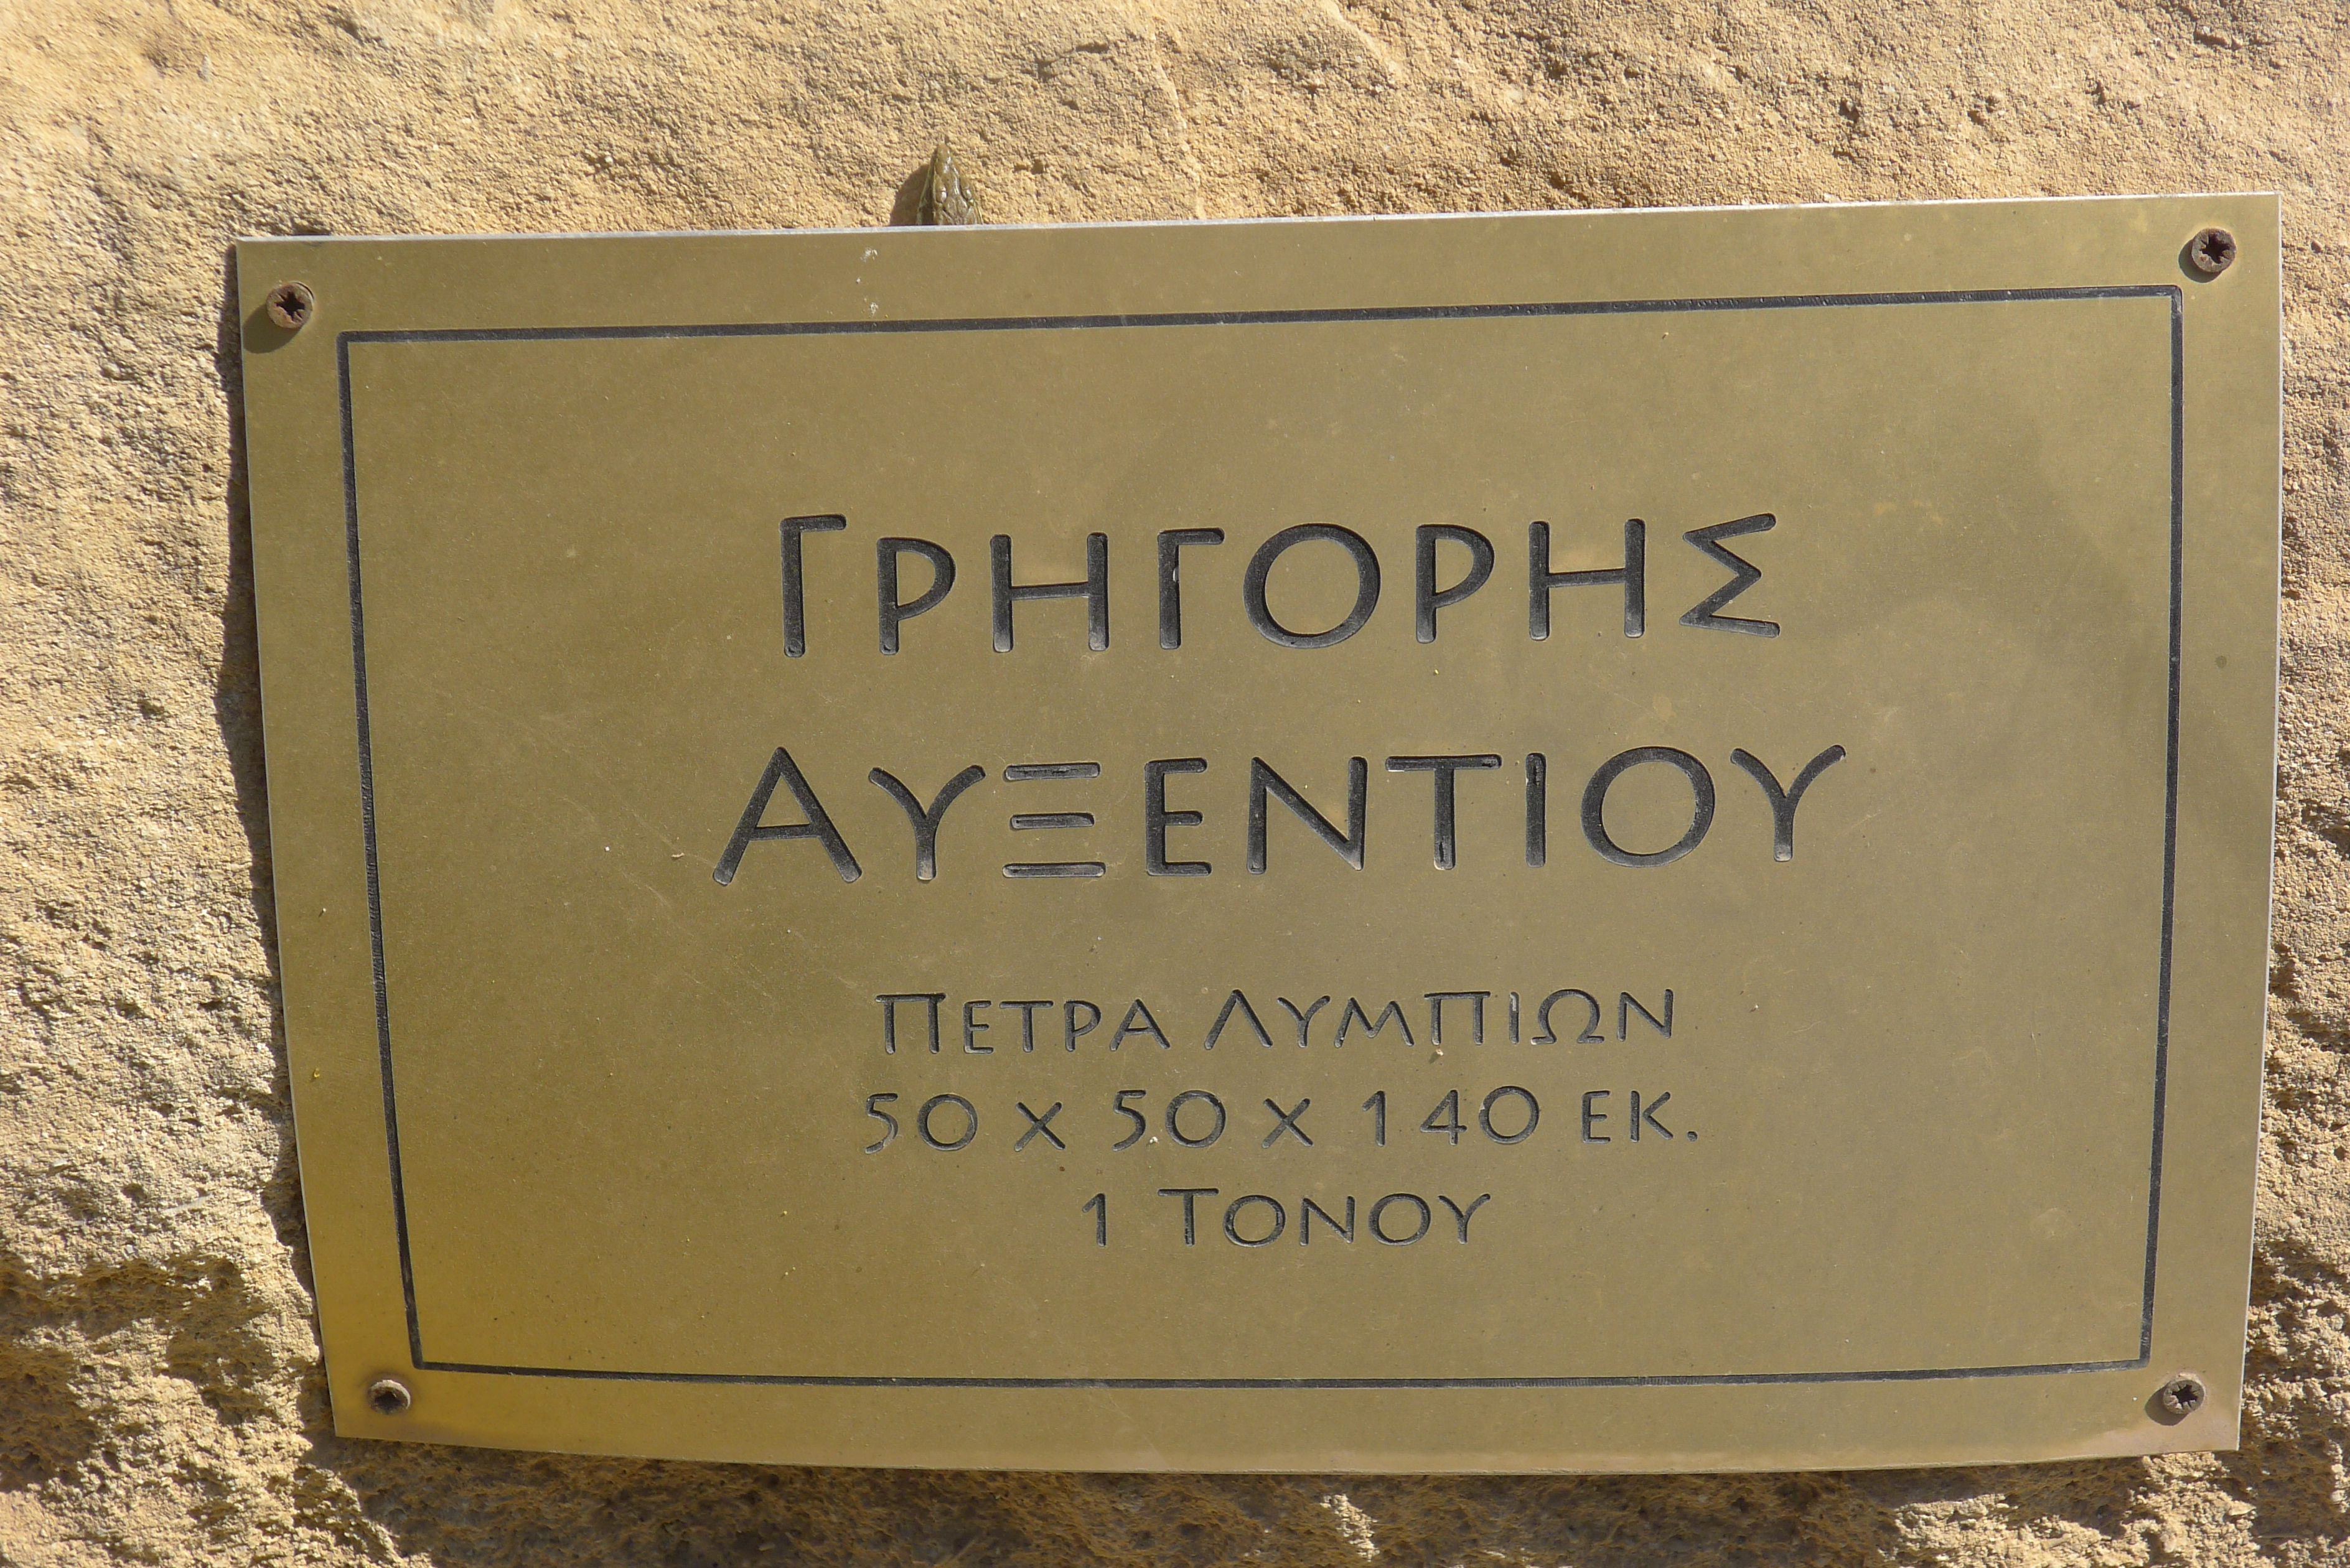 ΓΡΗΓΟΡΗΣ
ΑΥΞΕΝΤΙΟΥ
ΠΕΤΡΑ ΛΥΜΠΙΩΝ
50 Χ 50 Χ 140 ΕΚ.
1 ΤΟΝΟΥ